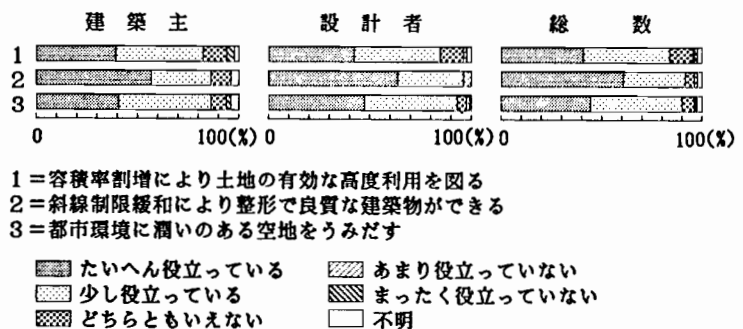 建築主 設計者 総数
1
2
3
0 100(%) 0 100(%) 0 100(%)
1=容積率割増により土地の有効な高度利用を図る
2=斜線制限緩和により整形で良質な建築物ができる
3=都市環境に潤いのある空地をうみだす
たいへん役立っている あまり役立っていない
少し役立っている まったく役立っていない
どちらともいえない 不明